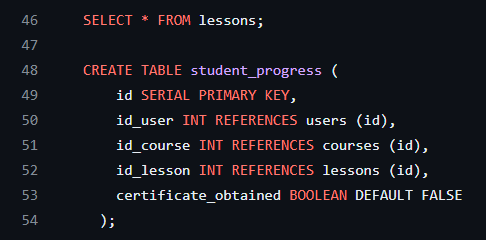 46 SELECT * FROM lessons;
47
48 CREATE TABLE student_progress (
49 id SERIAL PRIMARY KEY,
50 id_user INT REFERENCES users (id),
51 id_course INT REFERENCES courses (id),
52 id_lesson INT REFERENCES lessons (id),
53 certificate_obtained BOOLEAN DEFAULT FALSE
54 );